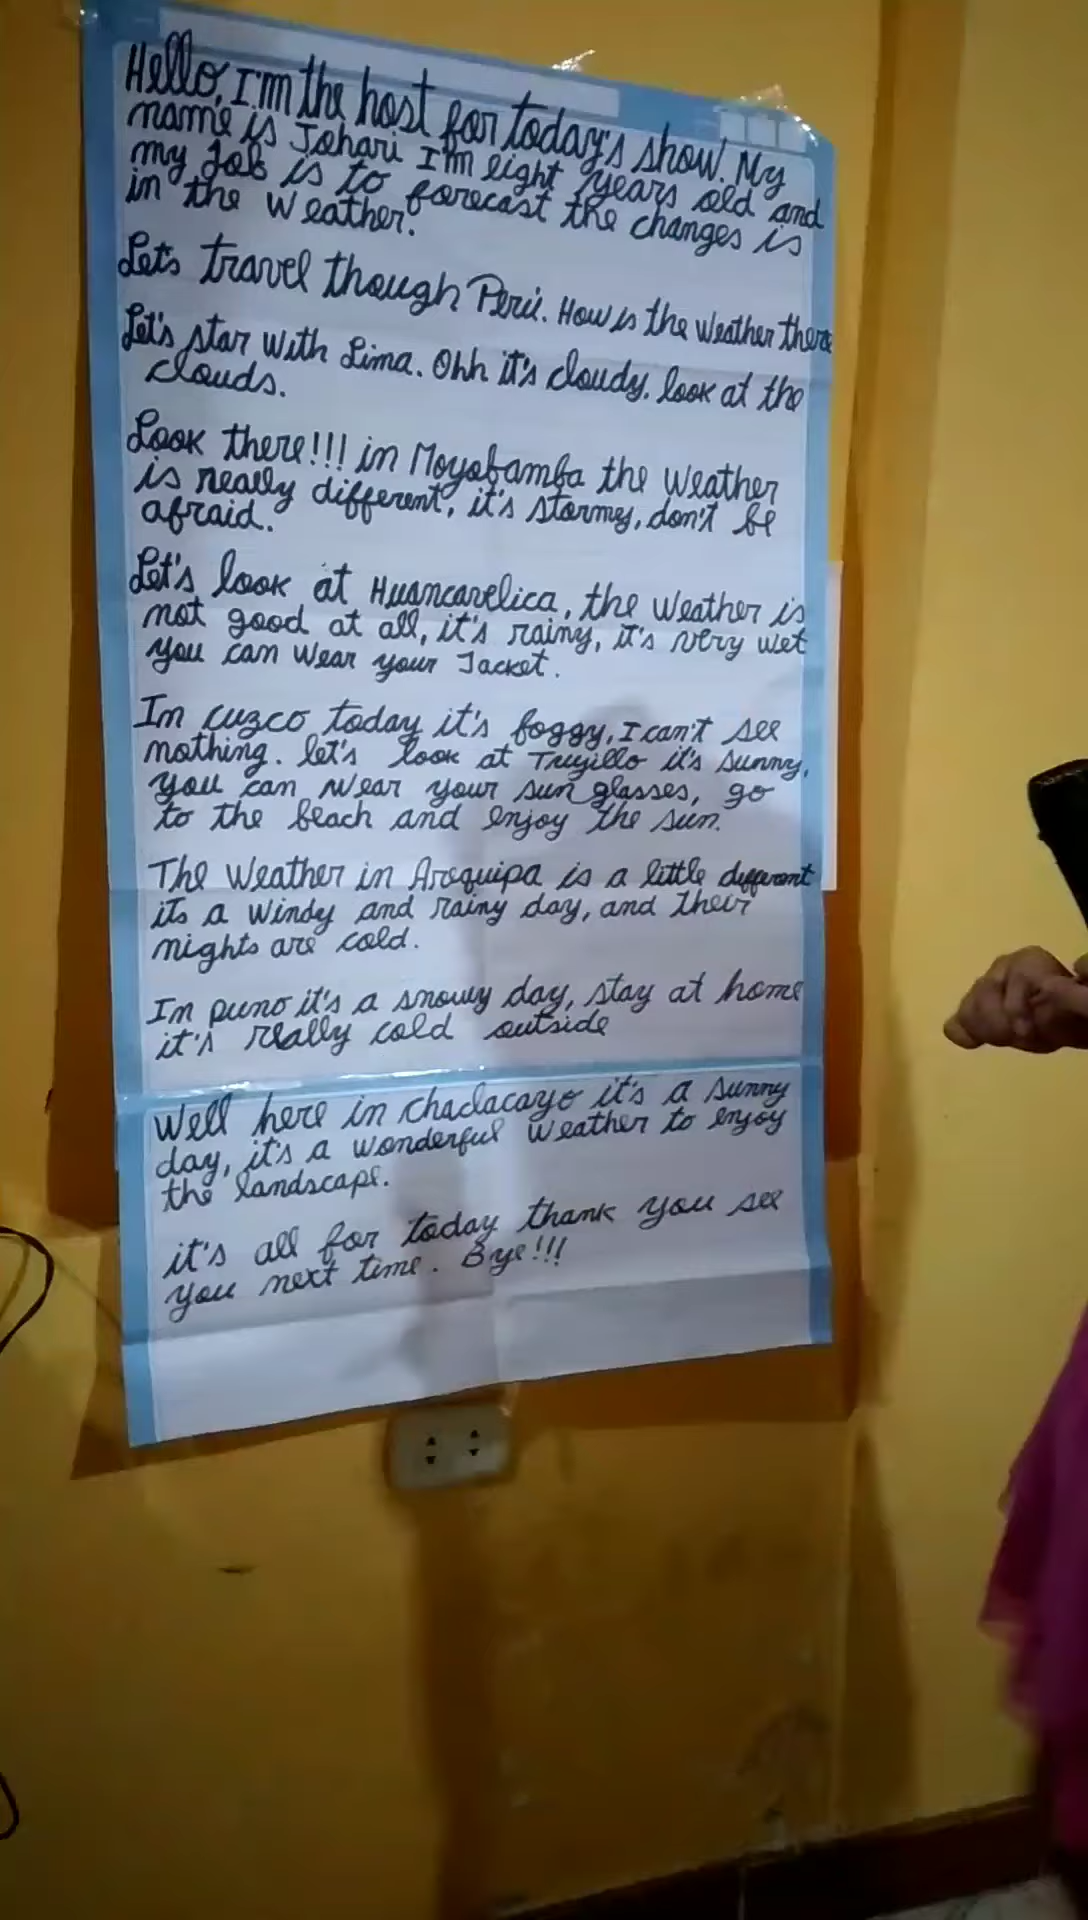 Hello, I'm the host for today's show. My
name is Johari I'm eight years old and
my job is to forecast the changes is
in the weather.
Let's travel though Perú. How is the weather there
Let's star with Lima. Ohh it's cloudy. look at the
clouds.
Look there!!! in Moyobamba the weather
is really different, it's stormy, don't be
afraid.
Let's look at Huancavelica, the weather is
not good at all, it's rainy, it's very wet
you can wear your Jacket.
In cuzco today it's foggy, I can't see
nothing. let's look at Trujillo it's sunny,
you can wear your sun glasses, go
to the beach and enjoy the sun.
The weather in Arequipa is a little different
its a windy and rainy day, and their
nights are cold.
In puno it's a snowy day, stay at home
it's really cold outside
Well here in chaclacayo it's a sunny
day, it's a wonderful weather to enjoy
the landscape.
it's all for today thank you see
you next time. Bye!!!